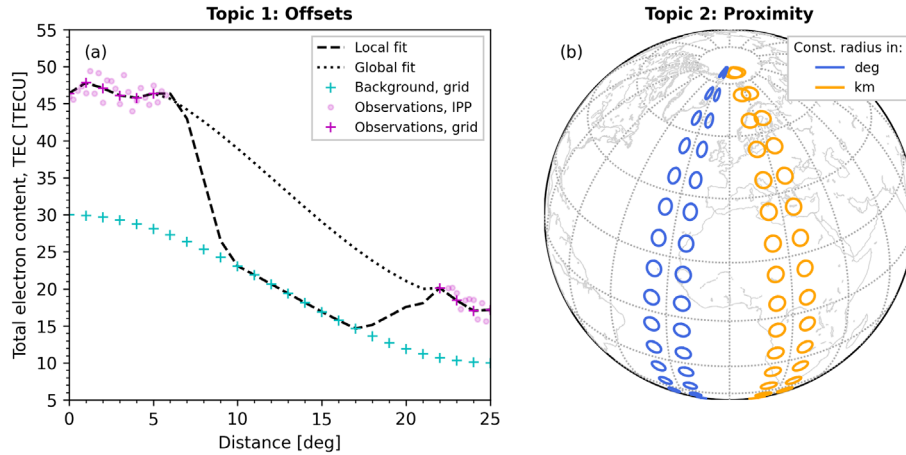 Topic 1: Offsets
(a)
Local fit
Global fit
Background, grid
Observations, IPP
Observations, grid
Total electron content, TEC [TECU]
55
50
45
40
35
30
25
20
15
10
5
0
5
10
15
20
25
Distance [deg]
Topic 2: Proximity
(b)
Const. radius in:
deg
km